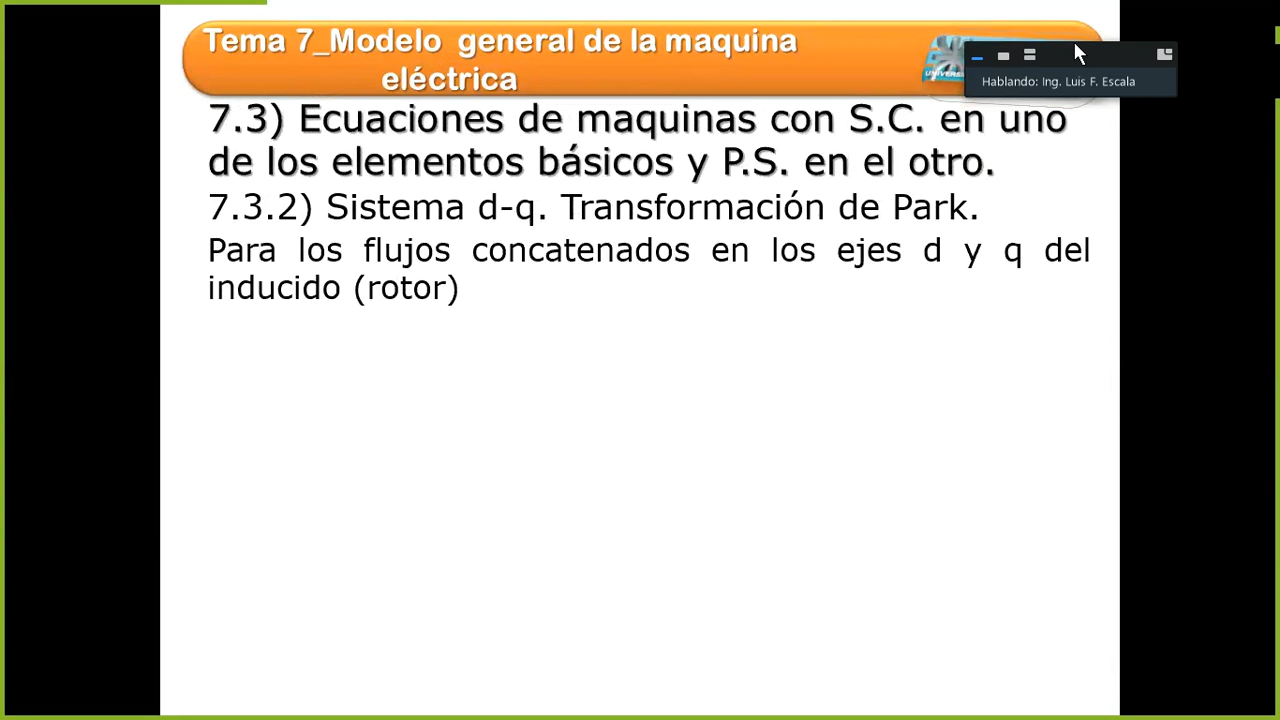 Tema 7_Modelo general de la maquina
eléctrica
UNIVERS
Hablando: Ing. Luis F. Escala
7.3) Ecuaciones de maquinas con S.C. en uno
de los elementos básicos y P.S. en el otro.
7.3.2) Sistema d-q. Transformación de Park.
Para los flujos concatenados en los ejes d y q del
inducido (rotor)